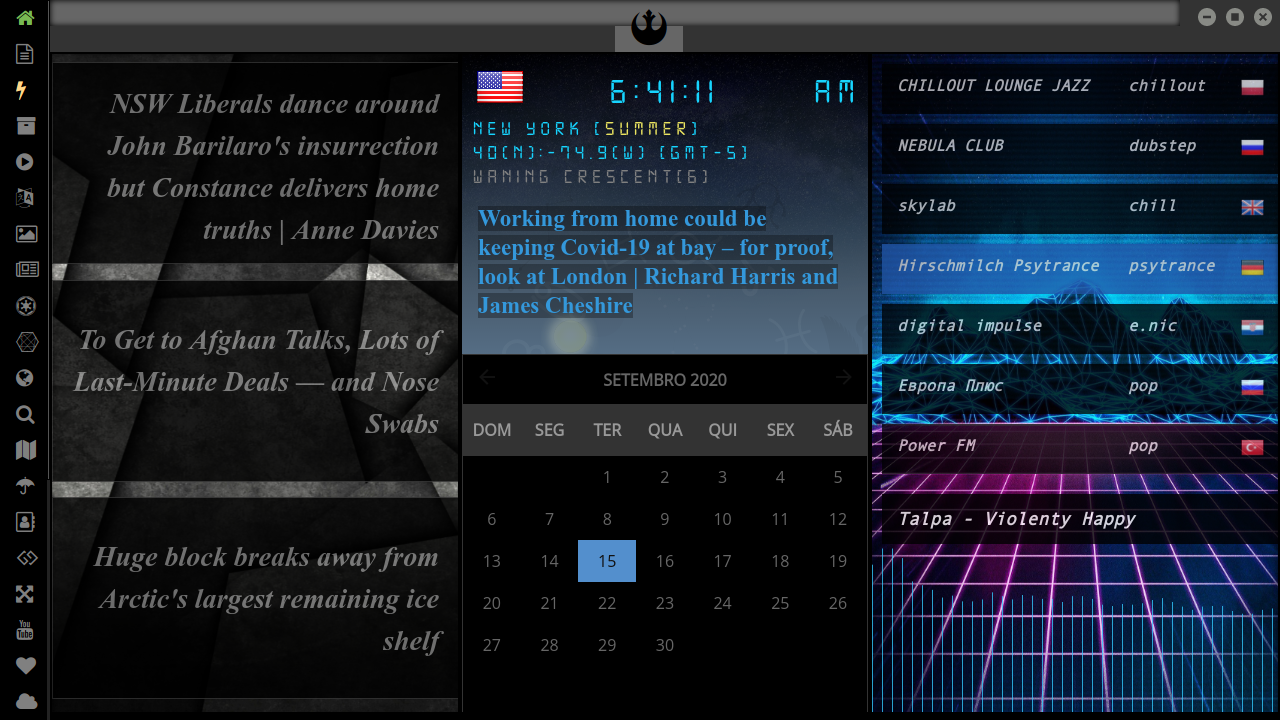 NSW Liberals dance around
John Barilaro's insurrection
but Constance delivers home
truths | Anne Davies
To Get to Afghan Talks, Lots of
Last-Minute Deals — and Nose
Swabs
Huge block breaks away from
Arctic's largest remaining ice
shelf
6:41:11 AM
NEW YORK (SUMMER)
40(N):-74.9(W) (GMT-5)
WANING CRESCENT(6)
Working from home could be
keeping Covid-19 at bay – for proof,
look at London | Richard Harris and
James Cheshire
SETEMBRO 2020
DOM SEG TER QUA QUI SEX SÁB
1 2 3 4 5
6 7 8 9 10 11 12
13 14 15 16 17 18 19
20 21 22 23 24 25 26
27 28 29 30
CHILLOUT LOUNGE JAZZ chillout
NEBULA CLUB dubstep
skylab chill
Hirschmilch Psytrance psytrance
digital impulse e.nic
Европа Плюс pop
Power FM pop
Talpa - Violenty Happy
You
Tube